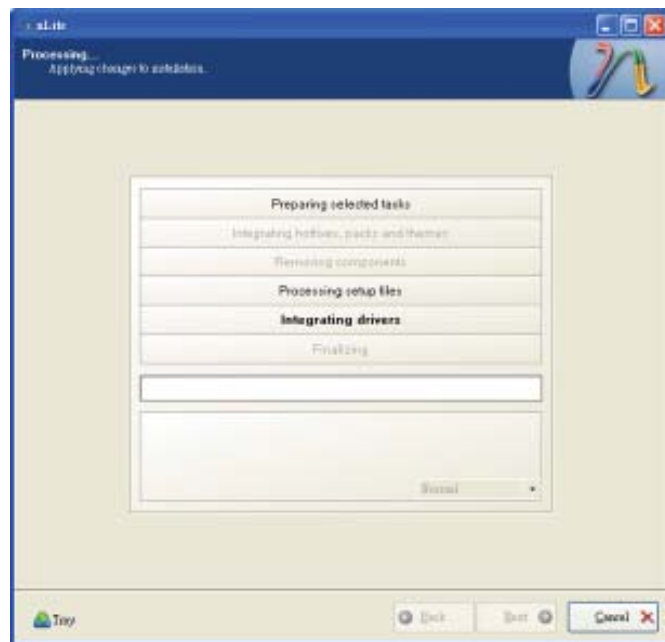 nLite
Processing...
Applying changes to installation.
Preparing selected tasks
Integrating hotfixes, packs and themes
Removing components
Processing setup files
Integrating drivers
Finalizing
Normal
Tray
Back
Next
Cancel